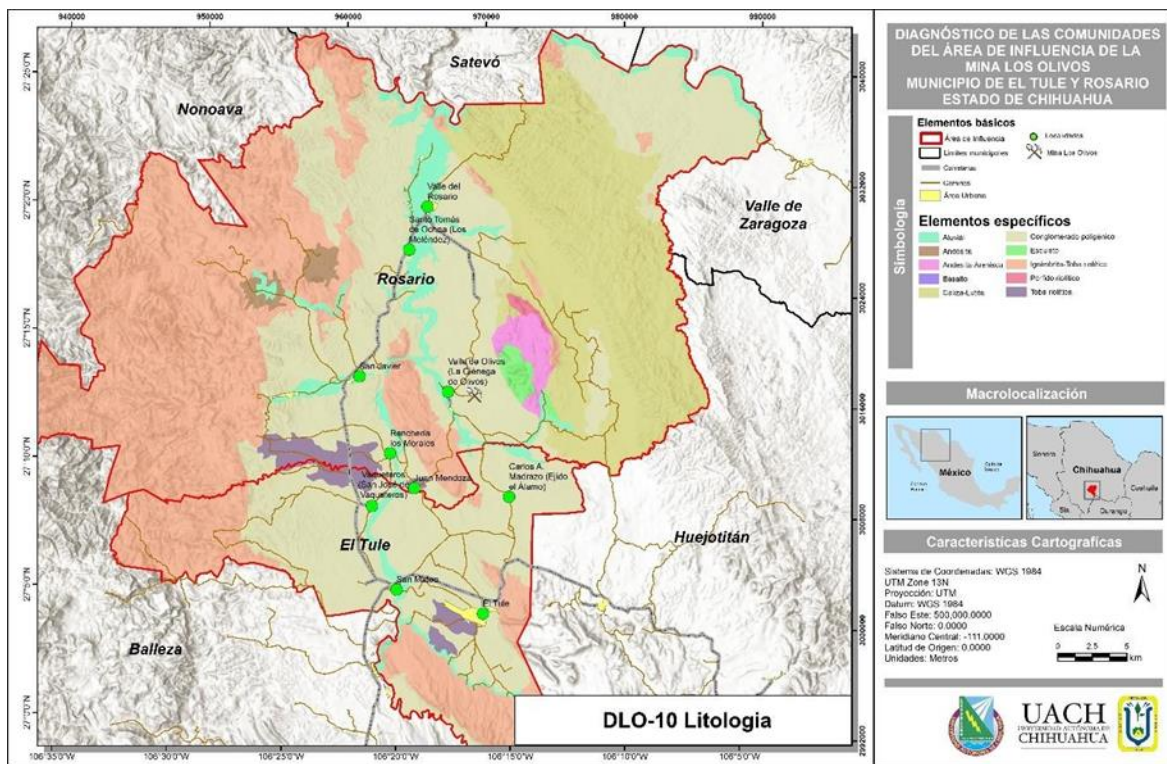 940000 950000 960000 970000 980000 990000
27°25'0"N
27°20'0"N
27°15'0"N
27°10'0"N
27°5'0"N
27°0'0"N
3040000
3032000
3024000
3016000
2992000
106°35'0"W 106°30'0"W 106°25'0"W 106°20'0"W 106°15'0"W 106°10'0"W 106°5'0"W
Satevó
Nonoava
Valle del
Rosario
Santo Tomás
de Ochoa (Los
Meléndez)
Valle de
Zaragoza
Rosario
San Javier
Valle de Olivos
(La Ciénega
de Olivos)
Ranchería
los Morales
Vaqueteros
(San José de
Vaqueteros)
Juan Mendoza
Carlos A.
Madrazo (Ejido
el Álamo)
El Tule
Huejotitán
San Mateo
El Tule
Balleza
DLO-10 Litologia
DIAGNÓSTICO DE LAS COMUNIDADES
DEL ÁREA DE INFLUENCIA DE LA
MINA LOS OLIVOS
MUNICIPIO DE EL TULE Y ROSARIO
ESTADO DE CHIHUAHUA
Simbología
Elementos básicos
Área de Influencia
Límites municipales
Carreteras
Caminos
Área Urbana
Localidades
Mina Los Olivos
Elementos específicos
Aluvial
Andesita
Andesita-Arenisca
Basalto
Caliza-Lutita
Conglomerado poligénico
Esquisto
Ignimbrita-Toba riolítica
Pórfido riolítico
Toba riolítica
Macrolocalización
México
Sonora
Chihuahua
Coahuila
Sin.
Durango
Características Cartograficas
Sistema de Coordenadas: WGS 1984
UTM Zone 13N
Proyección: UTM
Datum: WGS 1984
Falso Este: 500,000.0000
Falso Norte: 0.0000
Meridiano Central: -111.0000
Latitud de Origen: 0.0000
Unidades: Metros
N
Escala Numérica
0 2.5 5
km
UACH
UNIVERSIDAD AUTÓNOMA DE
CHIHUAHUA